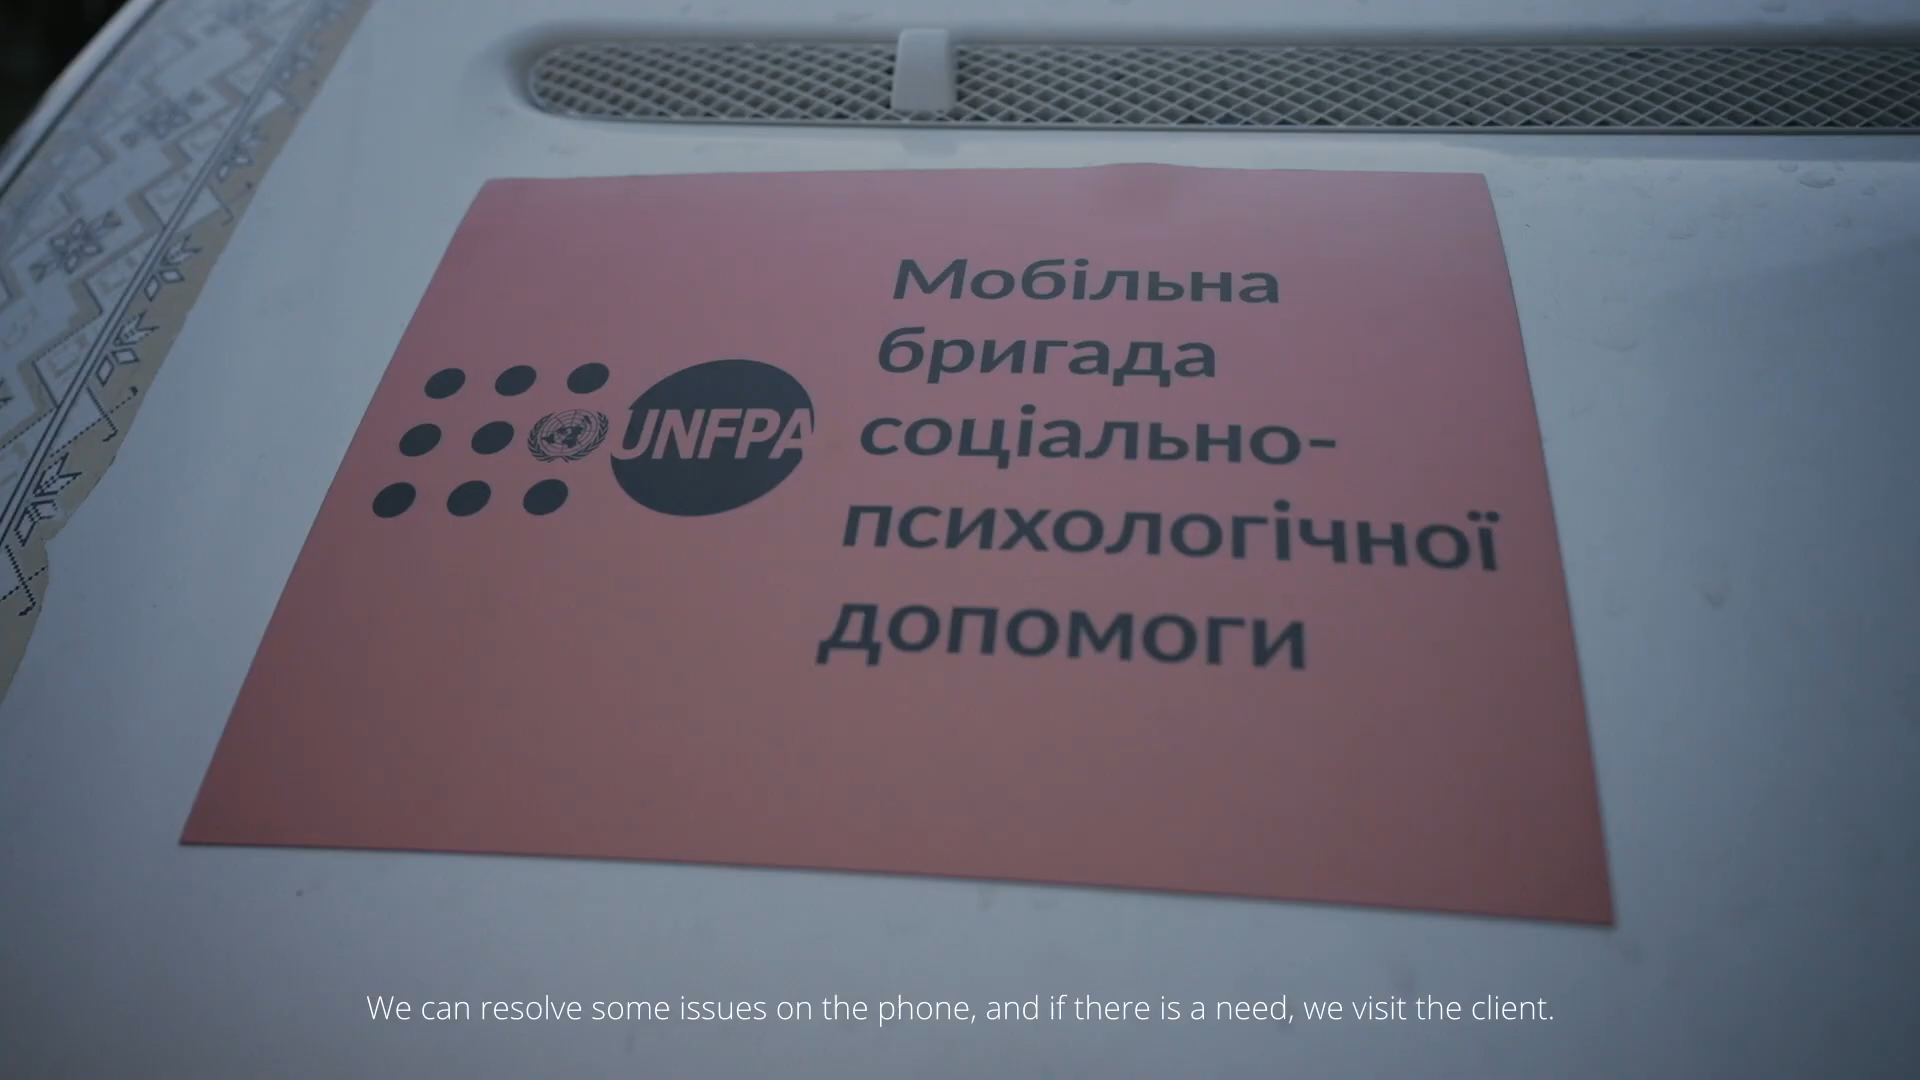 Мобільна
бригада
соціально-
психологічної
допомоги
UNFPA
We can resolve some issues on the phone, and if there is a need, we visit the client.